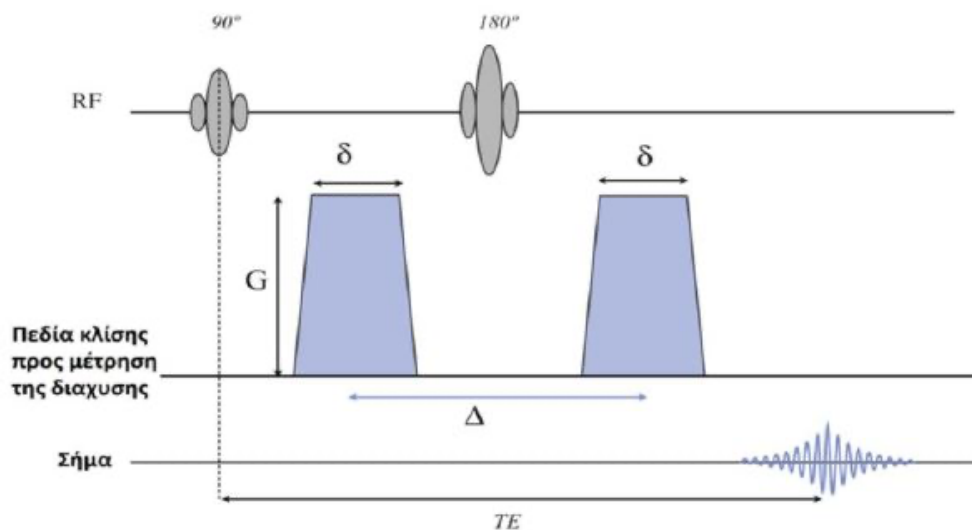 90°
180°
RF
δ
δ
G
Πεδία κλίσης
προς μέτρηση
της διαχυσης
Δ
Σήμα
TE